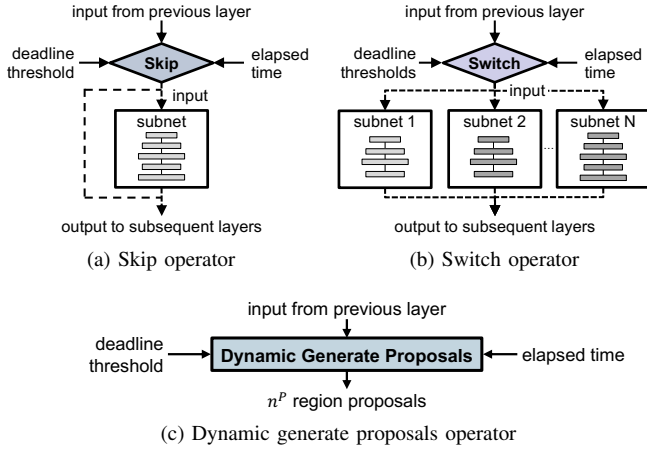 input from previous layer
deadline
threshold
Skip
elapsed
time
input
subnet
output to subsequent layers
(a) Skip operator
input from previous layer
deadline
thresholds
Switch
elapsed
time
input
subnet 1
subnet 2
...
subnet N
output to subsequent layers
(b) Switch operator
input from previous layer
deadline
threshold
Dynamic Generate Proposals
elapsed time
n^P region proposals
(c) Dynamic generate proposals operator